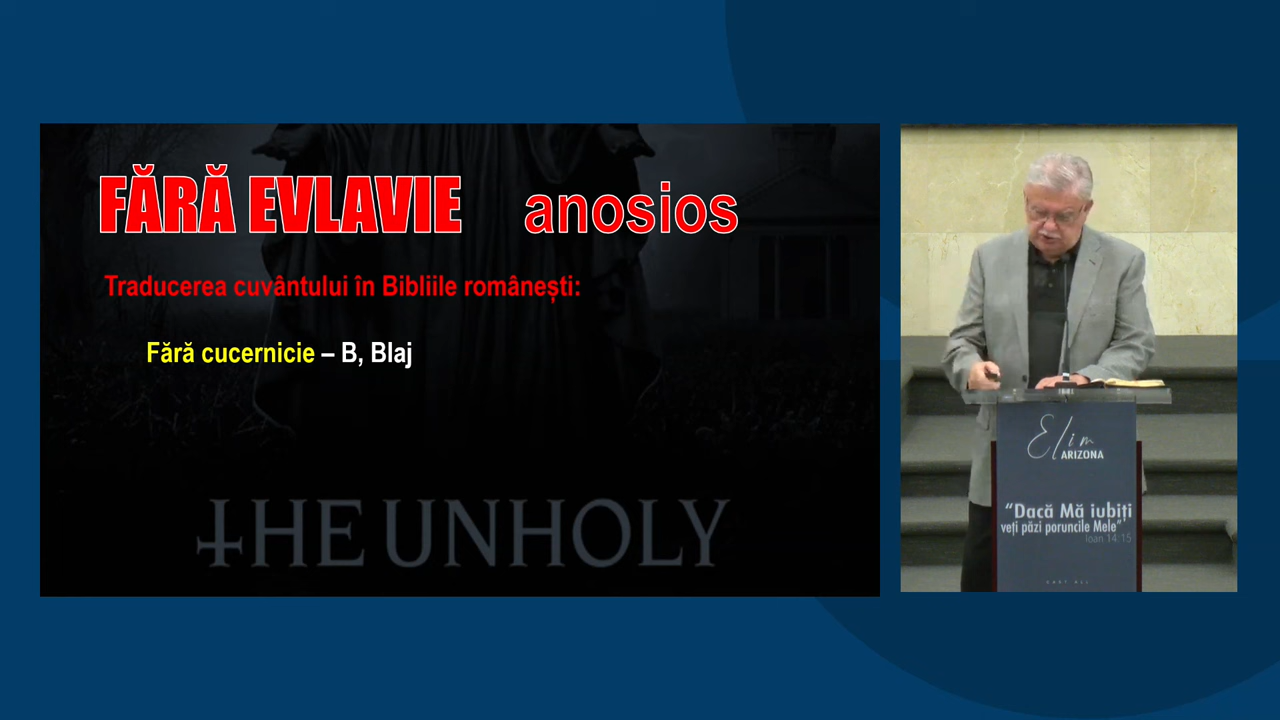 FĂRĂ EVLAVIE anosios
Traducerea cuvântului în Bibliile românești:
Fără cucernicie – B, Blaj
THE UNHOLY
Elim
ARIZONA
“Dacă Mă iubiți
veți păzi poruncile Mele”
Ioan 14:15